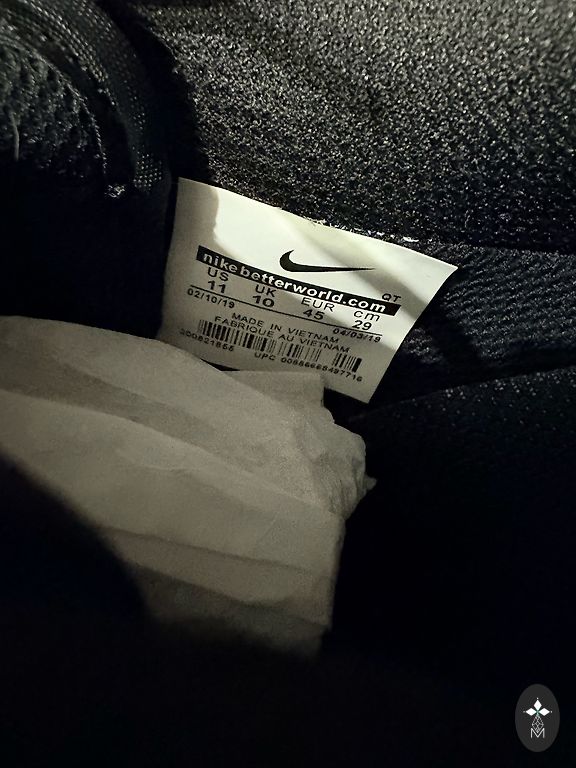 nikebetterworld.com
QT
US UK EUR cm
11 10 45 29
02/10/19 04/03/19
MADE IN VIETNAM
FABRIQUE AU VIETNAM
UPC
M